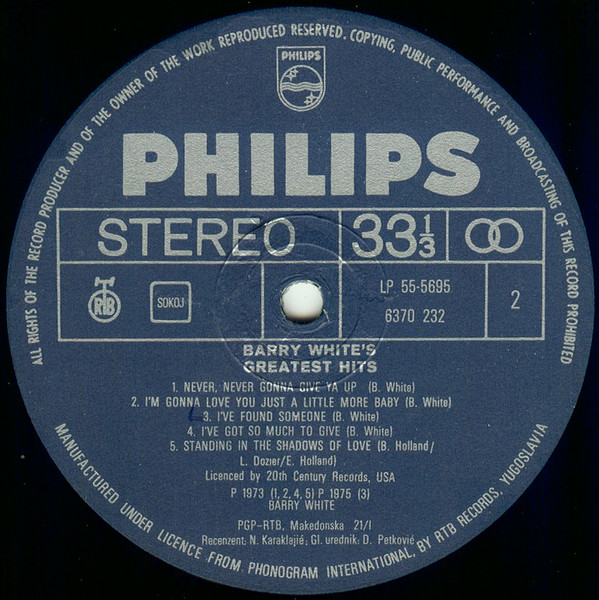 ALL RIGHTS OF THE RECORD PRODUCER AND OF THE OWNER OF THE WORK REPRODUCED RESERVED. COPYING, PUBLIC PERFORMANCE AND BROADCASTING OF THIS RECORD PROHIBITED
PHILIPS
PHILIPS
STEREO 33⅓
RTB SOKOJ LP 55-5695 2
6370 232
BARRY WHITE'S
GREATEST HITS
1. NEVER, NEVER GONNA GIVE YA UP (B. White)
2. I'M GONNA LOVE YOU JUST A LITTLE MORE BABY (B. White)
3. I'VE FOUND SOMEONE (B. White)
4. I'VE GOT SO MUCH TO GIVE (B. White)
5. STANDING IN THE SHADOWS OF LOVE (B. Holland/
L. Dozier/E. Holland)
Licenced by 20th Century Records, USA
P 1973 (1, 2, 4, 5) P 1975 (3)
BARRY WHITE
PGP-RTB, Makedonska 21/I
Recenzent: N. Karaklajić; Gl. urednik: D. Petković
MANUFACTURED UNDER LICENCE FROM PHONOGRAM INTERNATIONAL, BY RTB RECORDS, YUGOSLAVIA